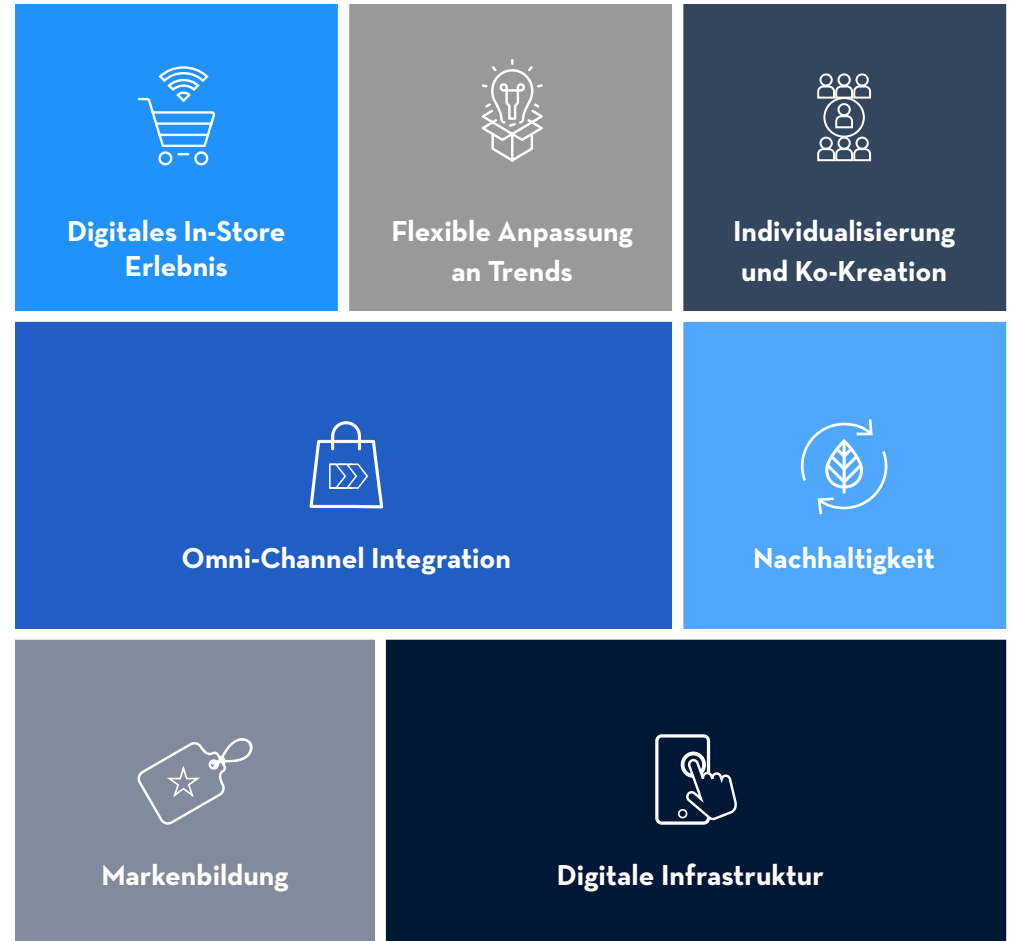 Digitales In-Store
Erlebnis
Flexible Anpassung
an Trends
Individualisierung
und Ko-Kreation
Omni-Channel Integration
Nachhaltigkeit
Markenbildung
Digitale Infrastruktur